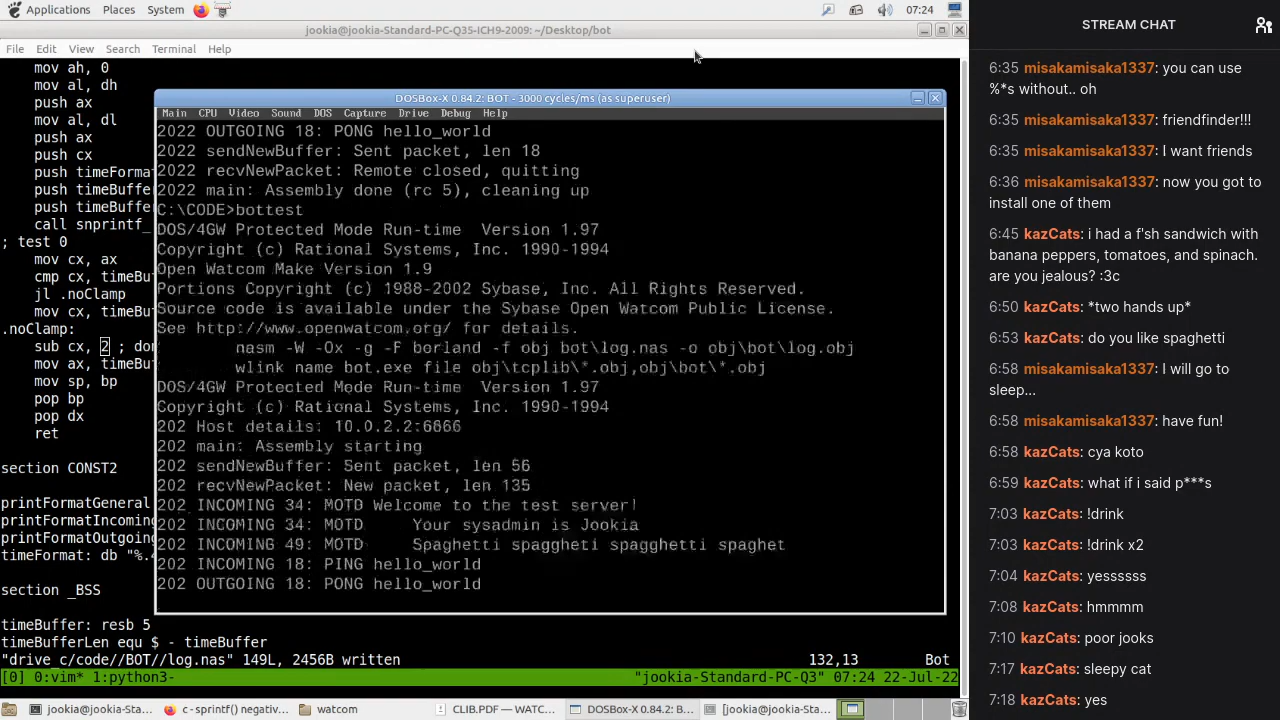 Applications Places System 07:24
jookia@jookia-Standard-PC-Q35-ICH9-2009: ~/Desktop/bot
File Edit View Search Terminal Help
mov ah, 0
mov al, dh
push ax
mov al, dl
push ax
push cx
push timeFormat
push timeBuffe
push timeBuffe
call snprintf_
; test 0
mov cx, ax
cmp cx, timeBu
jl .noClamp
mov cx, timeBu
.noClamp:
sub cx, 2 ; dor
mov ax, timeBu
mov sp, bp
pop bp
pop dx
ret
section CONST2
printFormatGeneral
printFormatIncoming
printFormatOutgoing
timeFormat: db "%.4
section _BSS
timeBuffer: resb 5
timeBufferLen equ $ - timeBuffer
"drive_c/code//BOT//log.nas" 149L, 2456B written 132,13 Bot
[0] 0:vim* 1:python3- "jookia-Standard-PC-Q3" 07:24 22-Jul-22
DOSBox-X 0.84.2: BOT - 3000 cycles/ms (as superuser)
Main CPU Video Sound DOS Capture Drive Debug Help
2022 OUTGOING 18: PONG hello_world
2022 sendNewBuffer: Sent packet, len 18
2022 recvNewPacket: Remote closed, quitting
2022 main: Assembly done (rc 5), cleaning up
C:\CODE>bottest
DOS/4GW Protected Mode Run-time Version 1.97
Copyright (c) Rational Systems, Inc. 1990-1994
Open Watcom Make Version 1.9
Portions Copyright (c) 1988-2002 Sybase, Inc. All Rights Reserved.
Source code is available under the Sybase Open Watcom Public License.
See http://www.openwatcom.org/ for details.
nasm -W -Ox -g -F borland -f obj bot\log.nas -o obj\bot\log.obj
wlink name bot.exe file obj\tcplib\*.obj,obj\bot\*.obj
DOS/4GW Protected Mode Run-time Version 1.97
Copyright (c) Rational Systems, Inc. 1990-1994
202 Host details: 10.0.2.2:6666
202 main: Assembly starting
202 sendNewBuffer: Sent packet, len 56
202 recvNewPacket: New packet, len 135
202 INCOMING 34: MOTD Welcome to the test server!
202 INCOMING 34: MOTD Your sysadmin is Jookia
202 INCOMING 49: MOTD Spaghetti spaggheti spagghetti spaghet
202 INCOMING 18: PING hello_world
202 OUTGOING 18: PONG hello_world
jookia@jookia-Sta... c - sprintf() negativ... watcom CLIB.PDF — WATC... DOSBox-X 0.84.2: B... [jookia@jookia-Sta...
STREAM CHAT
6:35 misakamisaka1337: you can use
%*s without.. oh
6:35 misakamisaka1337: friendfinder!!!
6:35 misakamisaka1337: I want friends
6:36 misakamisaka1337: now you got to
install one of them
6:45 kazCats: i had a f'sh sandwich with
banana peppers, tomatoes, and spinach.
are you jealous? :3c
6:50 kazCats: *two hands up*
6:53 kazCats: do you like spaghetti
6:58 misakamisaka1337: I will go to
sleep...
6:58 misakamisaka1337: have fun!
6:58 kazCats: cya koto
6:59 kazCats: what if i said p***s
7:03 kazCats: !drink
7:03 kazCats: !drink x2
7:04 kazCats: yessssss
7:08 kazCats: hmmmm
7:10 kazCats: poor jooks
7:17 kazCats: sleepy cat
7:18 kazCats: yes